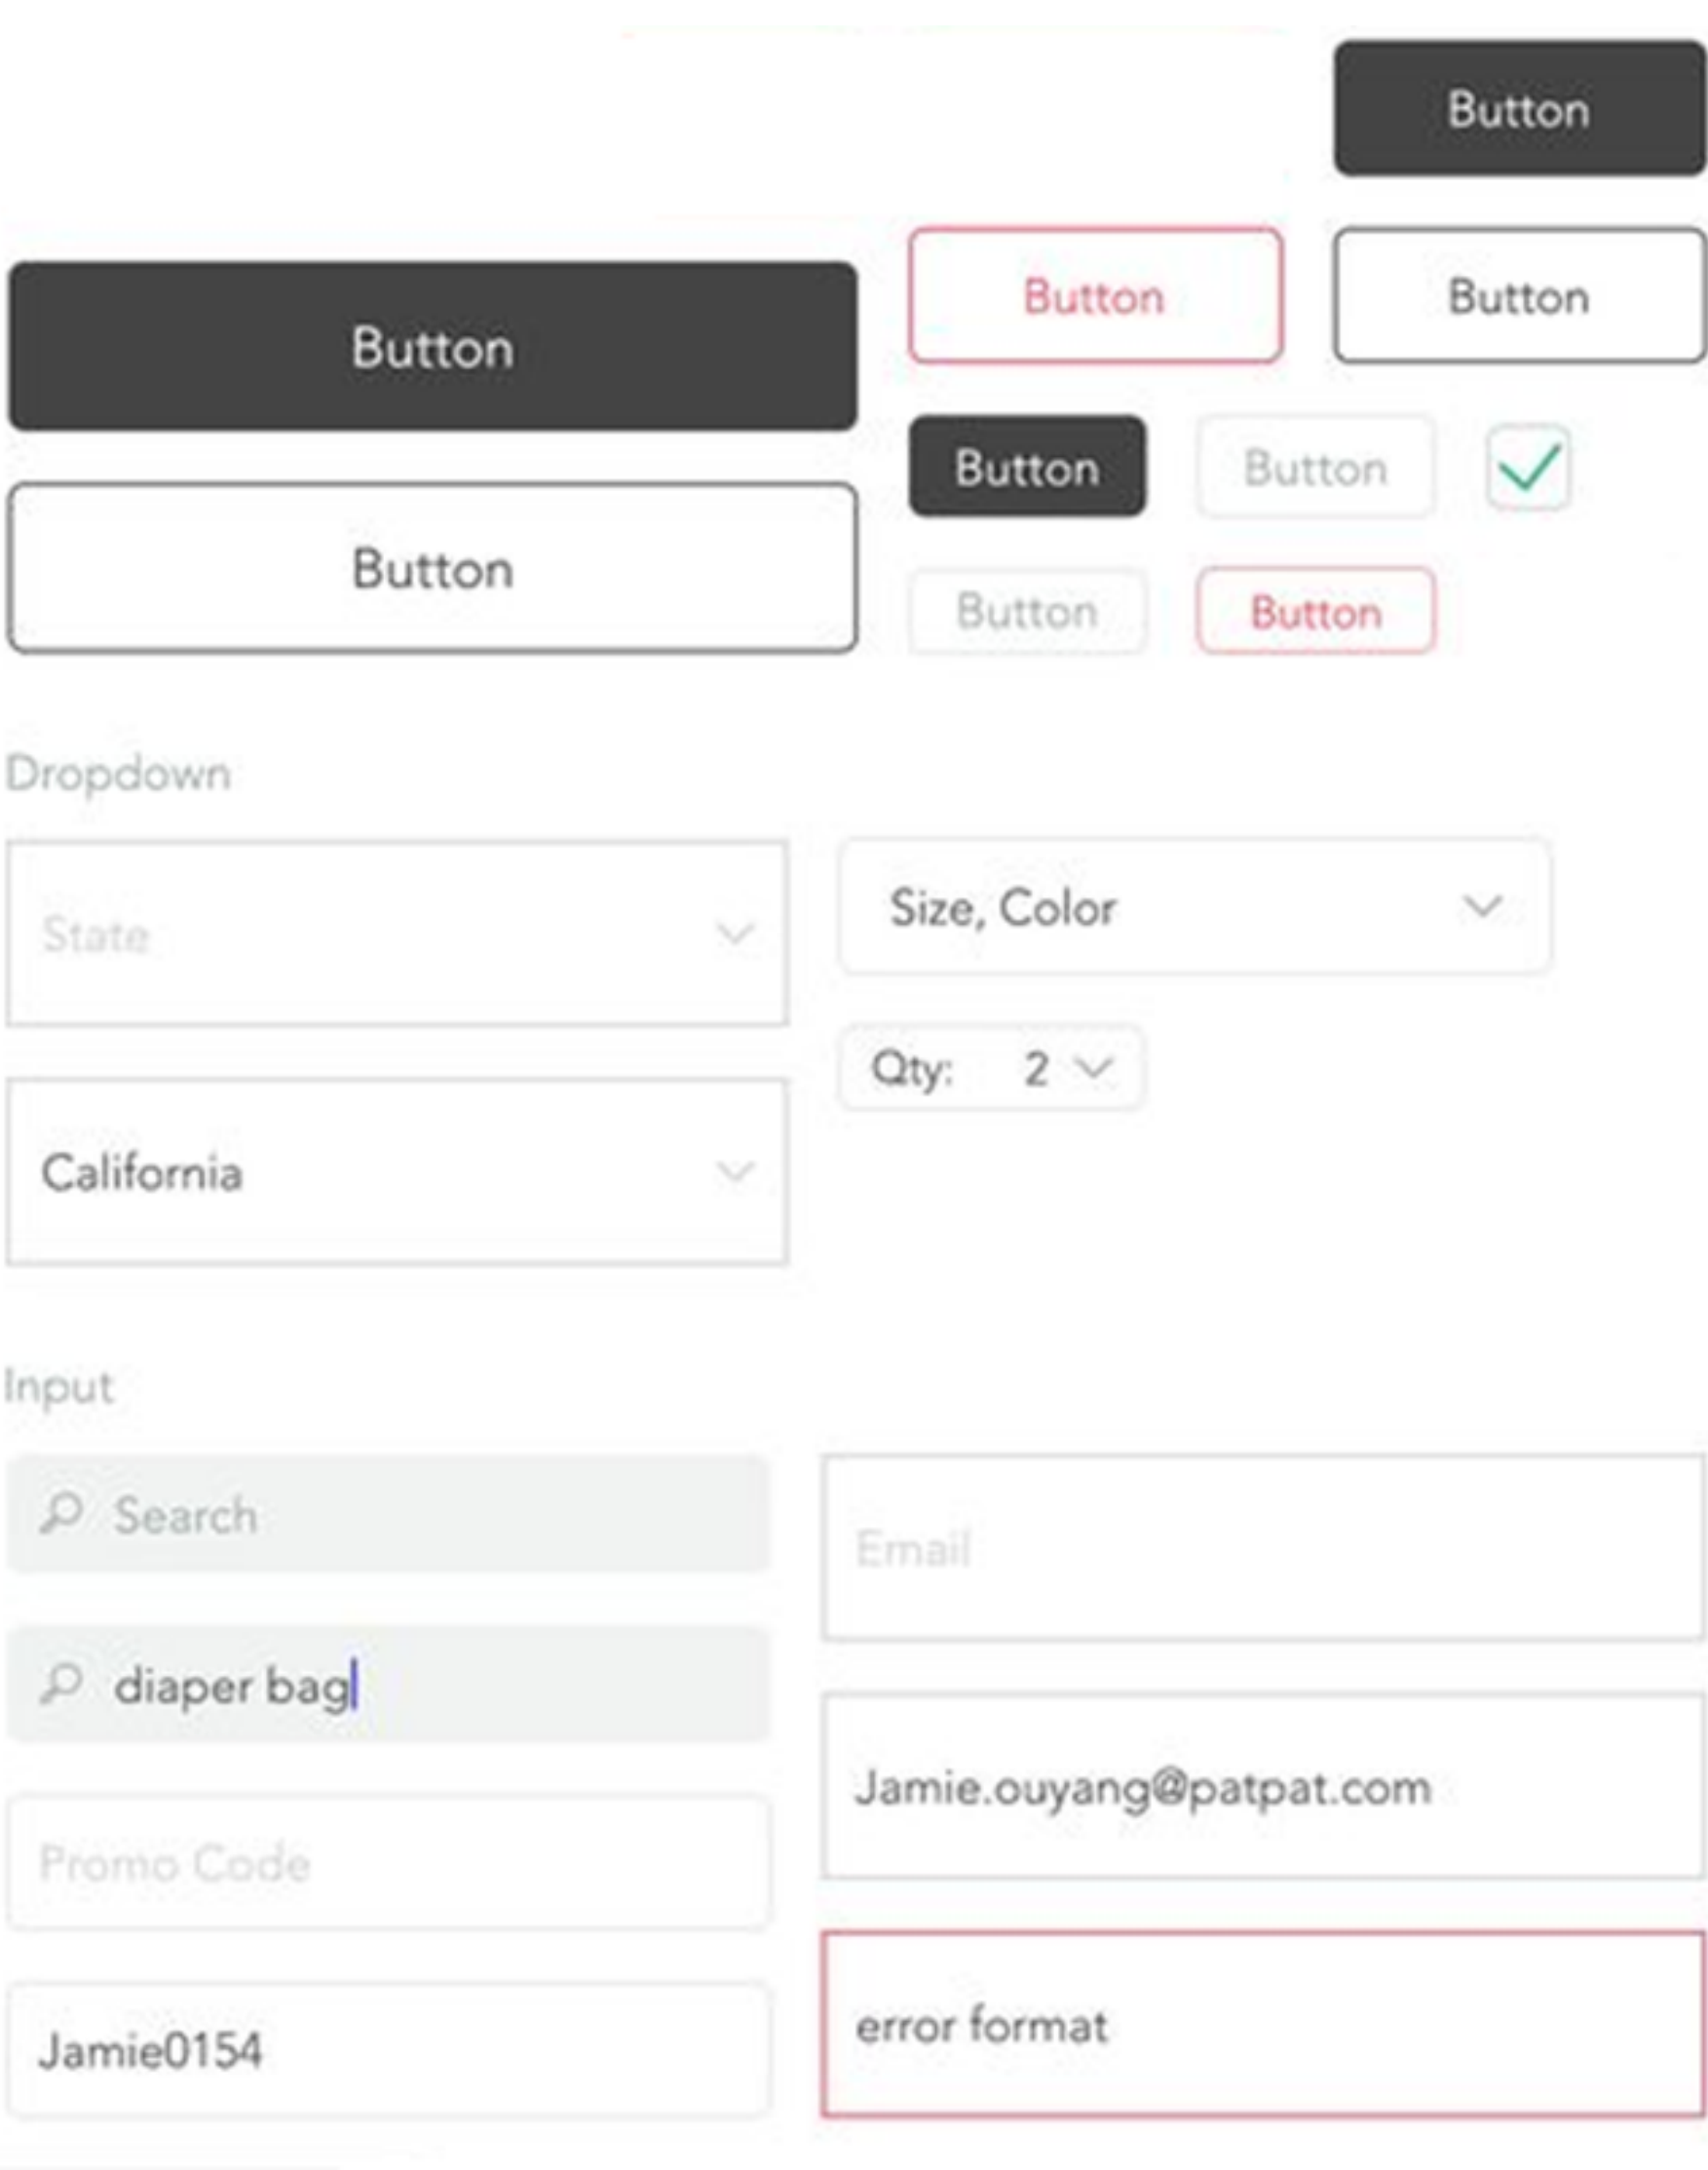 Button
Button
Button
Button
Button
Button
Button
Button
Button
Dropdown
State
California
Size, Color
Qty: 2
Input
Search
diaper bag
Promo Code
Jamie0154
Email
Jamie.ouyang@patpat.com
error format